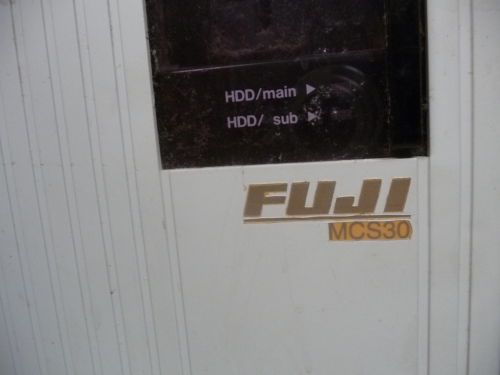 HDD/main ▶
HDD/ sub ▶
FUJI
MCS30